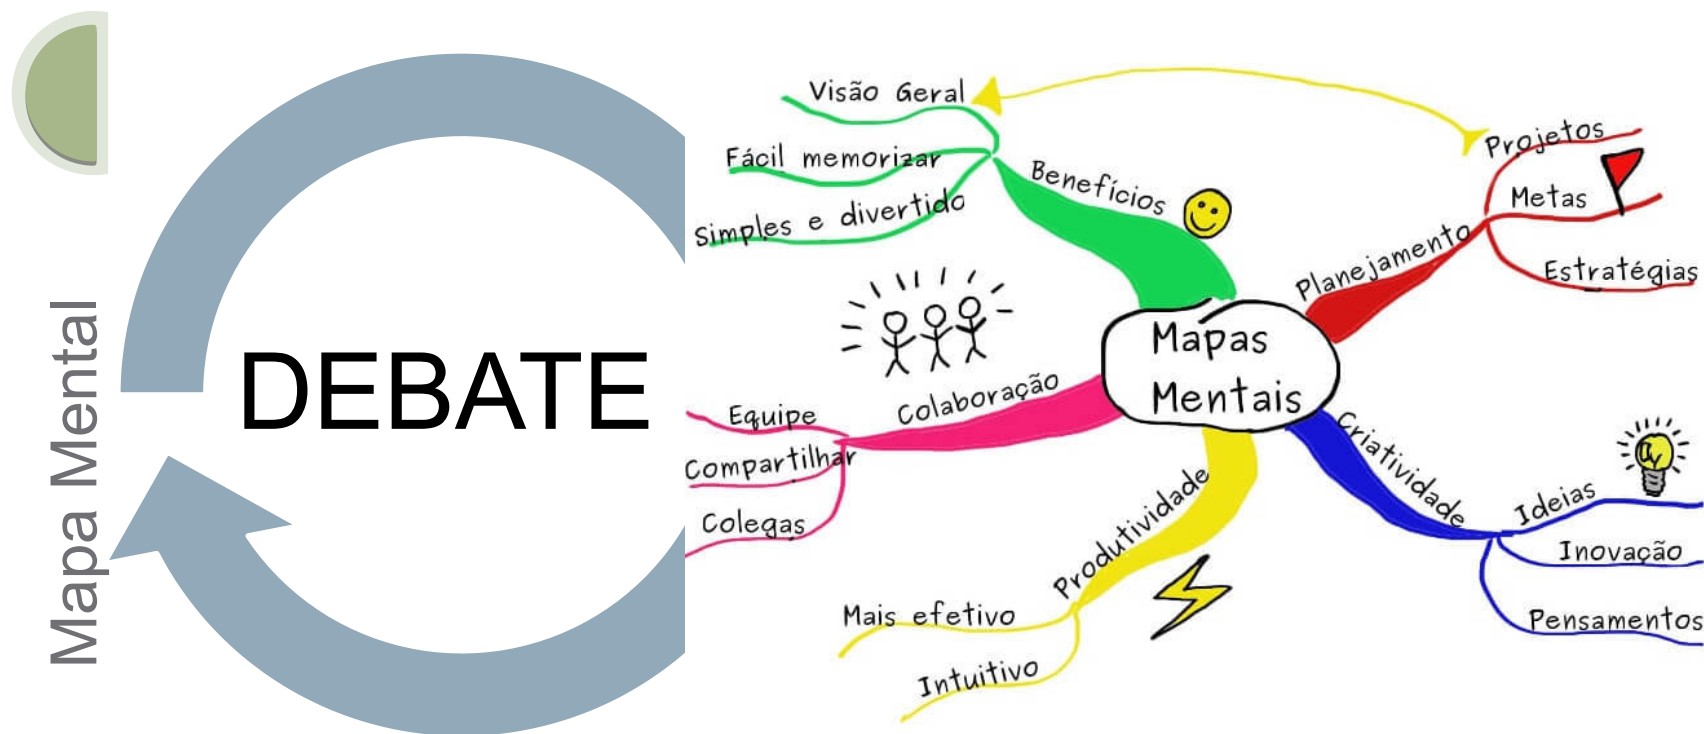 Mapa Mental
DEBATE
Mapas
Mentais
Benefícios
Visão Geral
Fácil memorizar
Simples e divertido
Planejamento
Projetos
Metas
Estratégias
Colaboração
Equipe
Compartilhar
Colegas
Produtividade
Mais efetivo
Intuitivo
Criatividade
Ideias
Inovação
Pensamentos